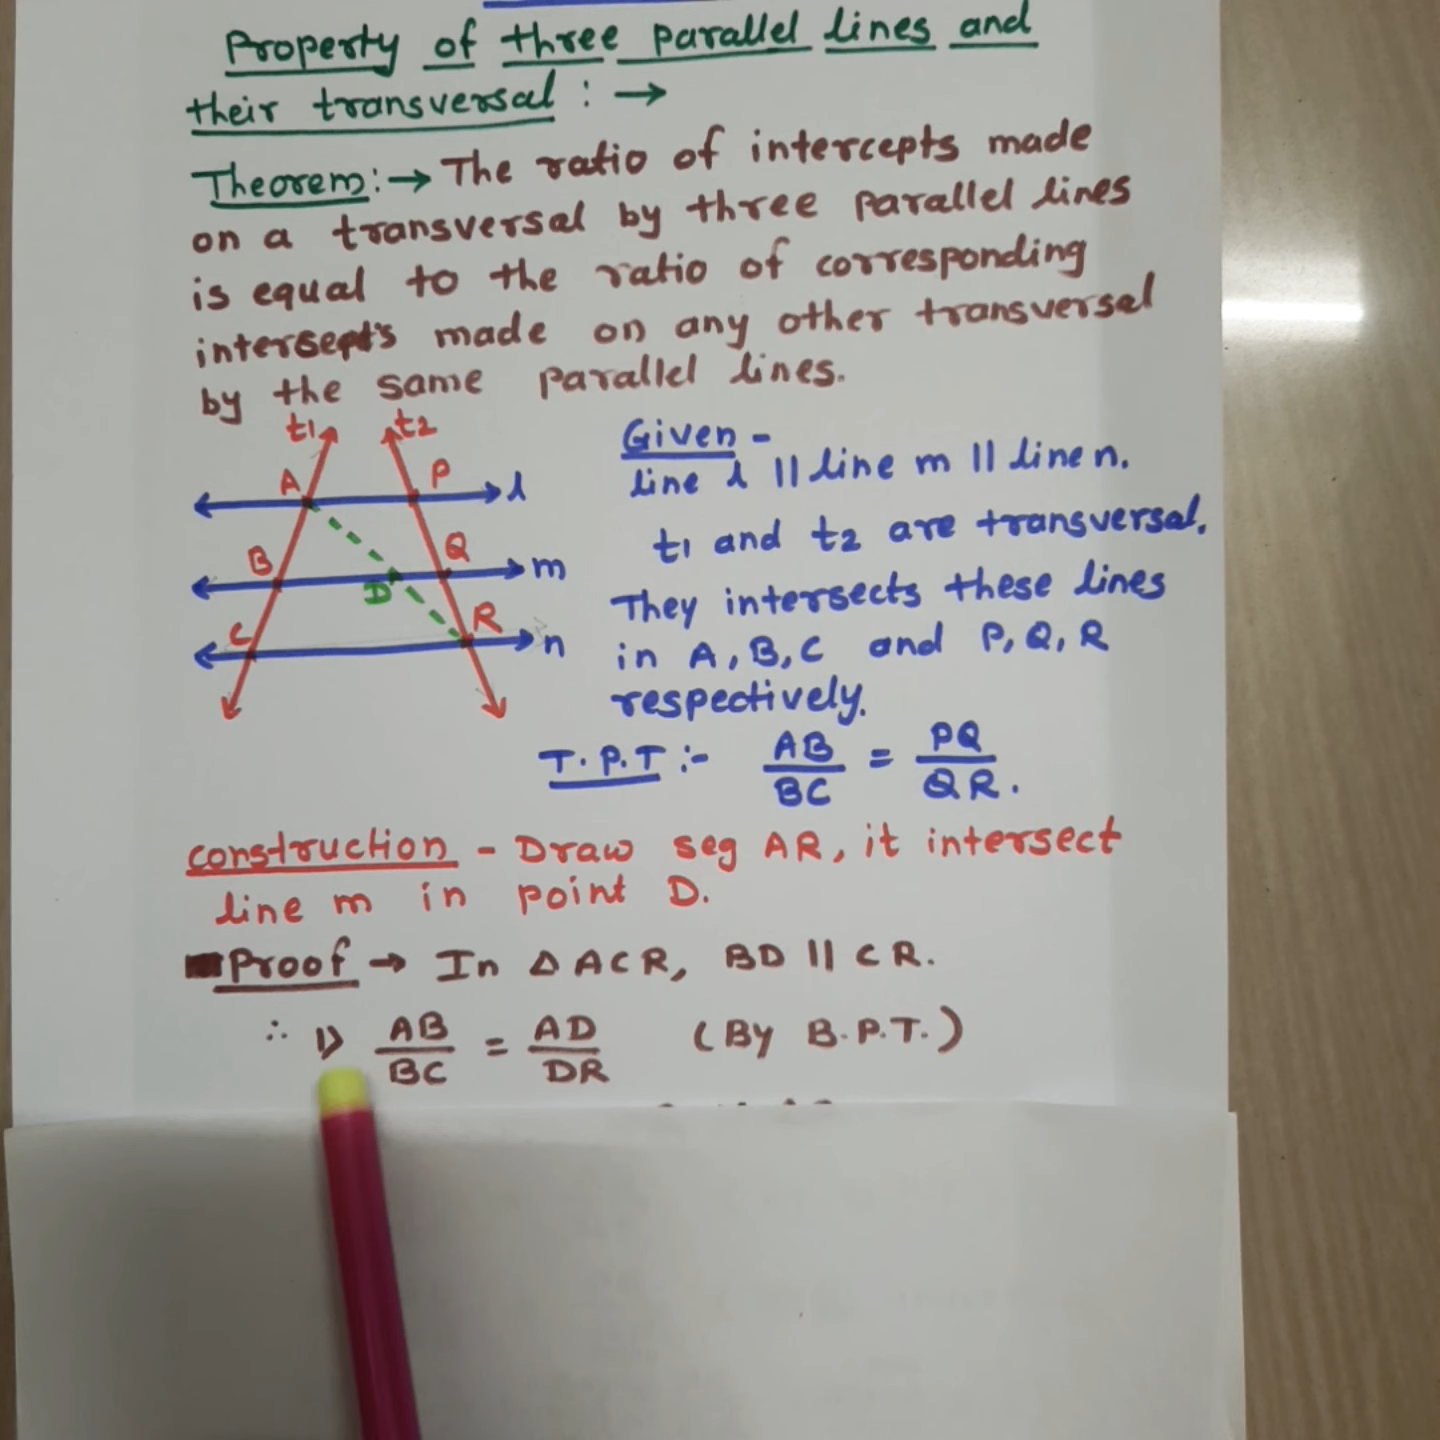 Property of three parallel lines and
their transversal : →
Theorem :→ The ratio of intercepts made
on a transversal by three parallel lines
is equal to the ratio of corresponding
intersepts made on any other transversal
by the same parallel lines.
t1 t2
A P l
B Q m
D
C R n
Given -
line l || line m || line n.
t1 and t2 are transversal.
They intersects these lines
in A, B, C and P, Q, R
respectively.
T.P.T :- AB/BC = PQ/QR.
construction - Draw seg AR, it intersect
line m in point D.
Proof → In △ ACR, BD || CR.
∴ 1> AB/BC = AD/DR (By B.P.T.)